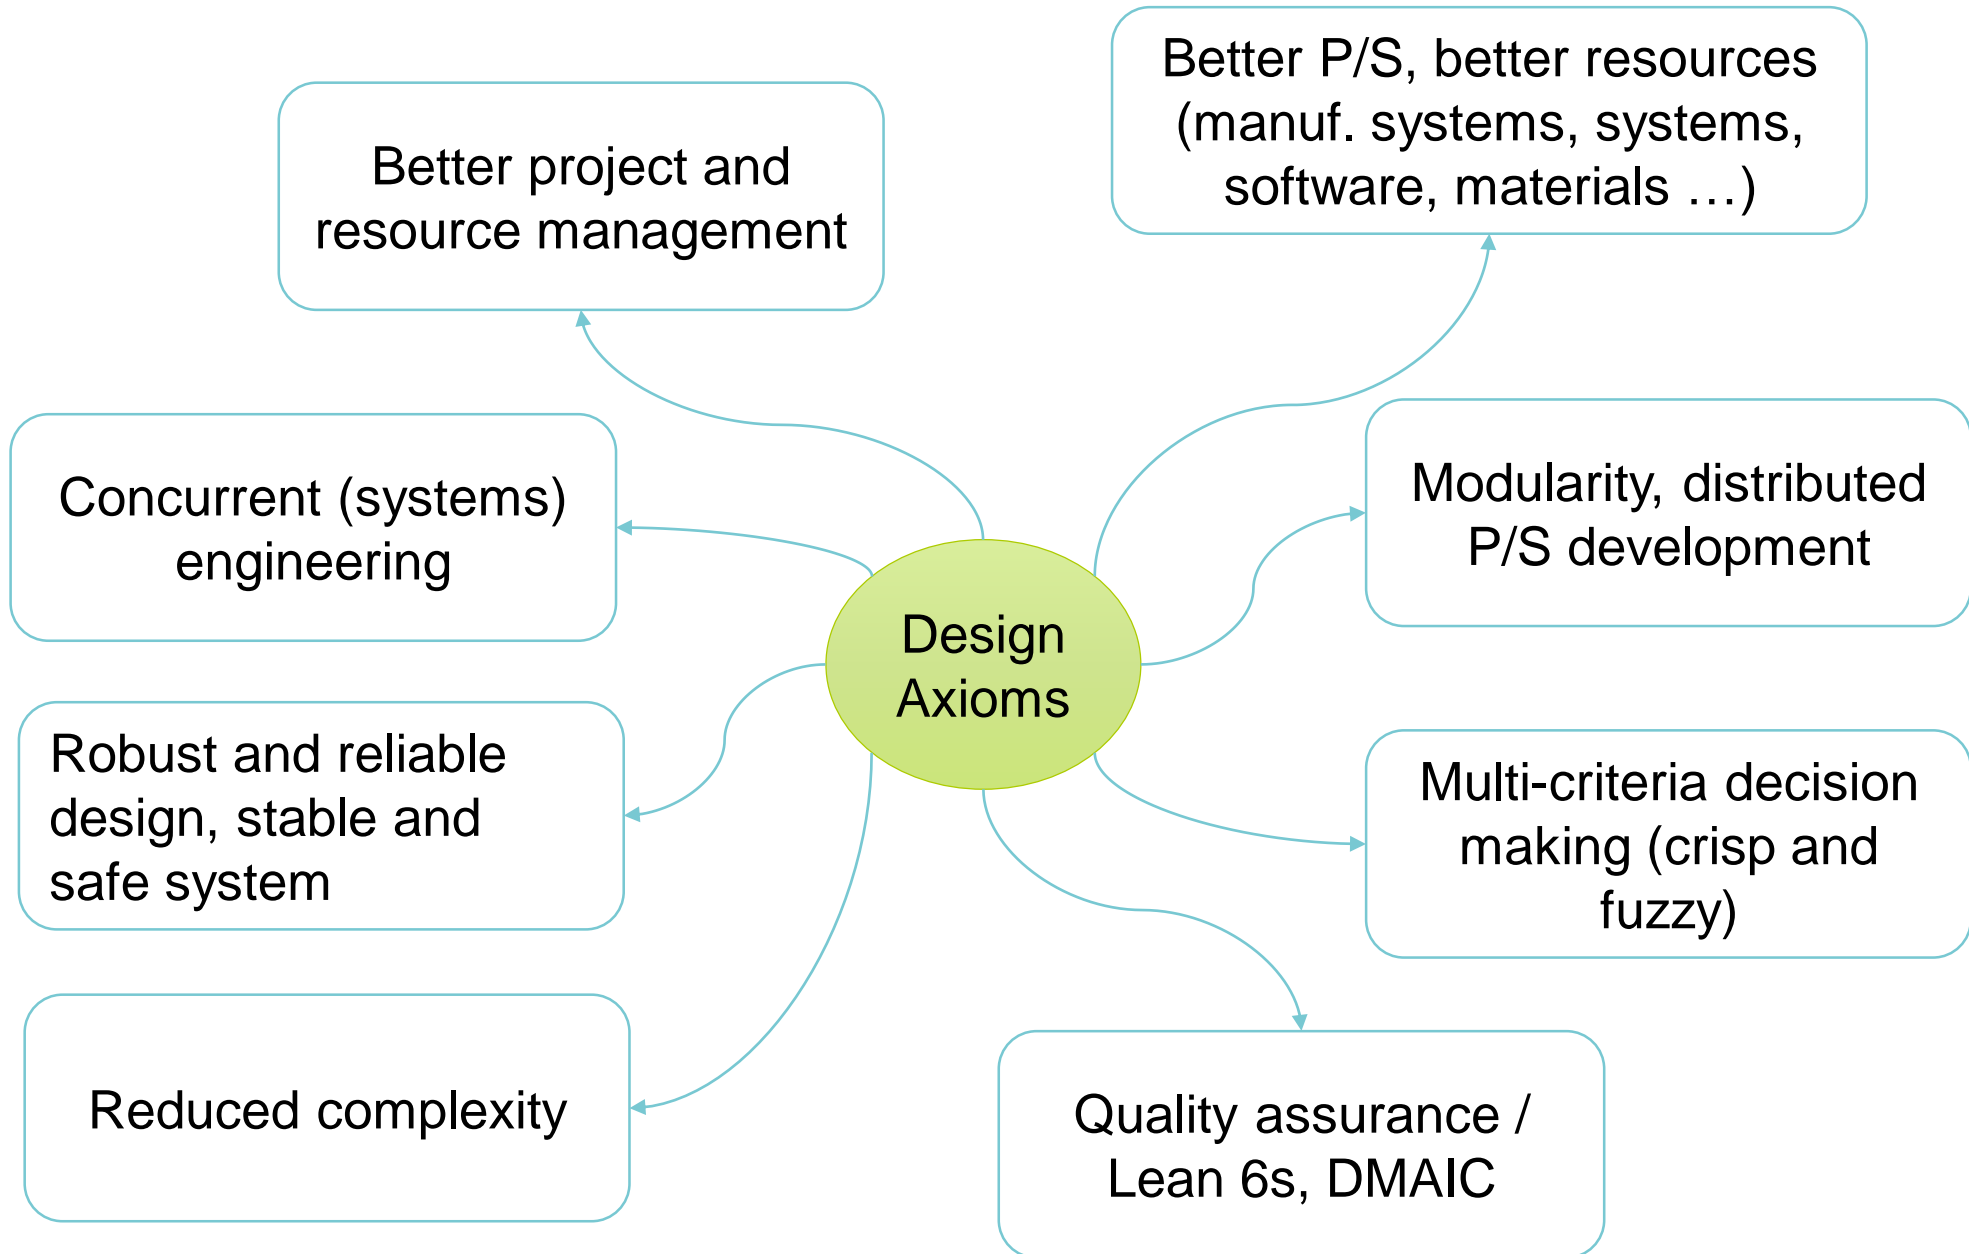 Better P/S, better resources
(manuf. systems, systems,
software, materials …)
Better project and
resource management
Concurrent (systems)
engineering
Modularity, distributed
P/S development
Design
Axioms
Robust and reliable
design, stable and
safe system
Multi-criteria decision
making (crisp and
fuzzy)
Reduced complexity
Quality assurance /
Lean 6s, DMAIC